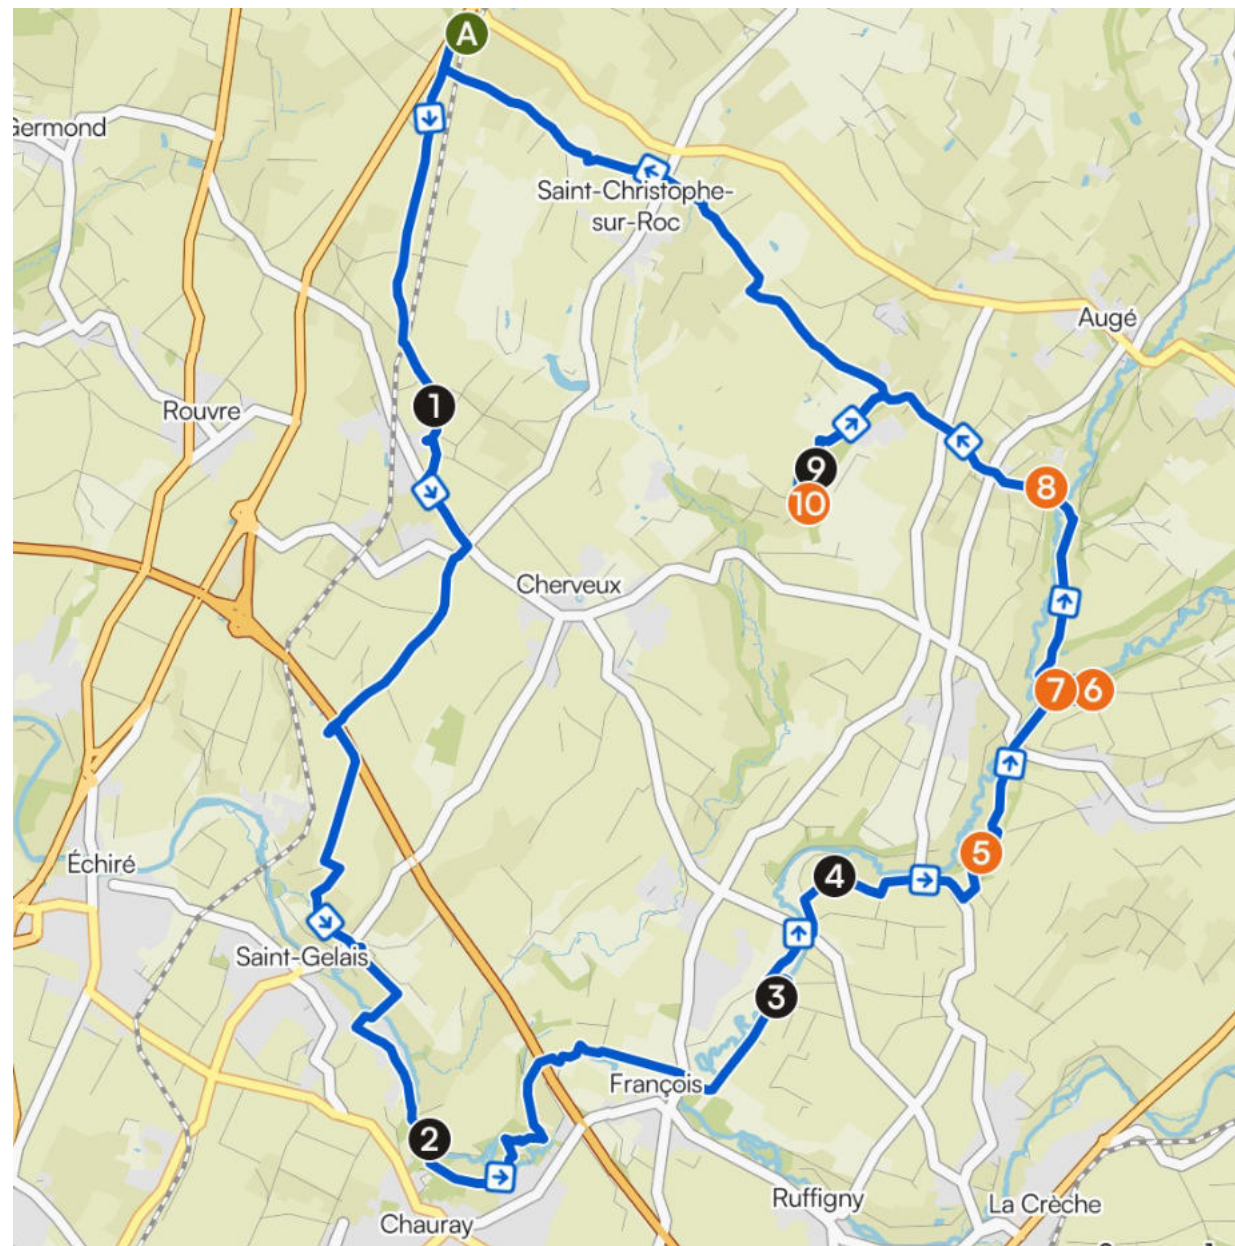 A
Germond
Saint-Christophe-
sur-Roc
Augé
Rouvre
1
9
10
8
Cherveux
7
6
Échiré
5
4
Saint-Gelais
3
François
2
Ruffigny
La Crèche
Chauray